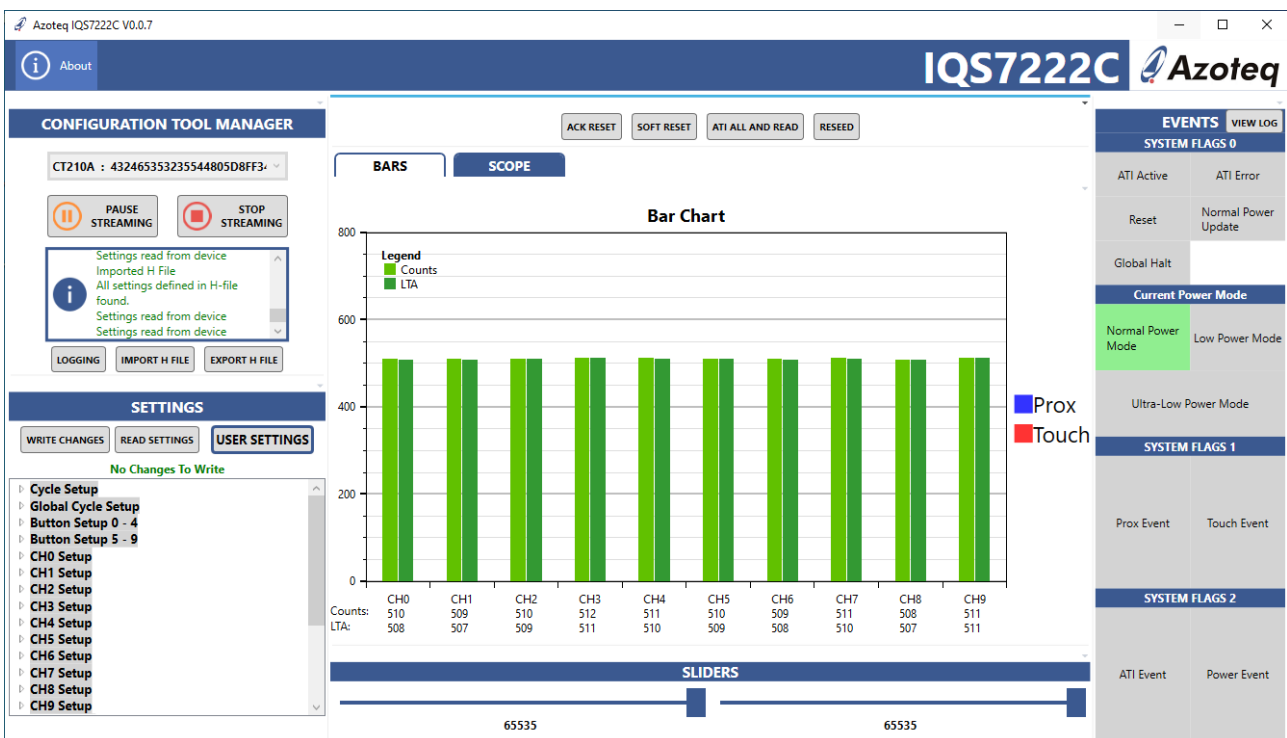 Azoteq IQS7222C V0.0.7
About
IQS7222C
Azoteq
CONFIGURATION TOOL MANAGER
PAUSE
STREAMING
STOP
STREAMING
Settings read from device
Imported H File
All settings defined in H-file
found.
Settings read from device
Settings read from device
LOGGING
IMPORT H FILE
EXPORT H FILE
SETTINGS
WRITE CHANGES
READ SETTINGS
USER SETTINGS
No Changes To Write
Cycle Setup
Global Cycle Setup
Button Setup 0 - 4
Button Setup 5 - 9
CH0 Setup
CH1 Setup
CH2 Setup
CH3 Setup
CH4 Setup
CH5 Setup
CH6 Setup
CH7 Setup
CH8 Setup
CH9 Setup
ACK RESET
SOFT RESET
ATI ALL AND READ
RESEED
BARS
SCOPE
Bar Chart
Legend
Counts
LTA
800
600
400
200
0
CH0 CH1 CH2 CH3 CH4 CH5 CH6 CH7 CH8 CH9
Counts: 510 509 510 512 511 510 509 511 508 511
LTA: 508 507 509 511 510 509 508 510 507 511
Prox
Touch
SLIDERS
65535
65535
EVENTS
VIEW LOG
SYSTEM FLAGS 0
ATI Active
ATI Error
Reset
Normal Power
Update
Global Halt
Current Power Mode
Normal Power
Mode
Low Power Mode
Ultra-Low Power Mode
SYSTEM FLAGS 1
Prox Event
Touch Event
SYSTEM FLAGS 2
ATI Event
Power Event